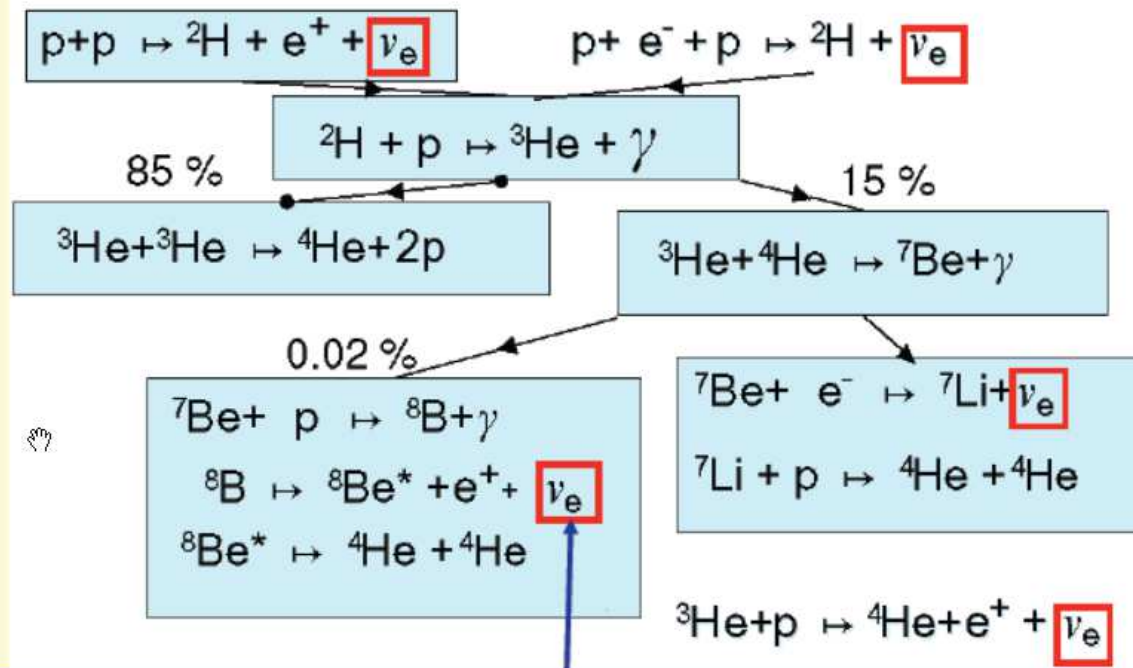 p+p ↦ ²H + e⁺ + νₑ
p+ e⁻ + p ↦ ²H + νₑ
²H + p ↦ ³He + γ
85 %
15 %
³He+³He ↦ ⁴He+2p
³He+⁴He ↦ ⁷Be+γ
0.02 %
⁷Be+ p ↦ ⁸B+γ
⁸B ↦ ⁸Be* +e⁺+ νₑ
⁸Be* ↦ ⁴He +⁴He
⁷Be+ e⁻ ↦ ⁷Li+νₑ
⁷Li + p ↦ ⁴He +⁴He
³He+p ↦ ⁴He+e⁺ + νₑ